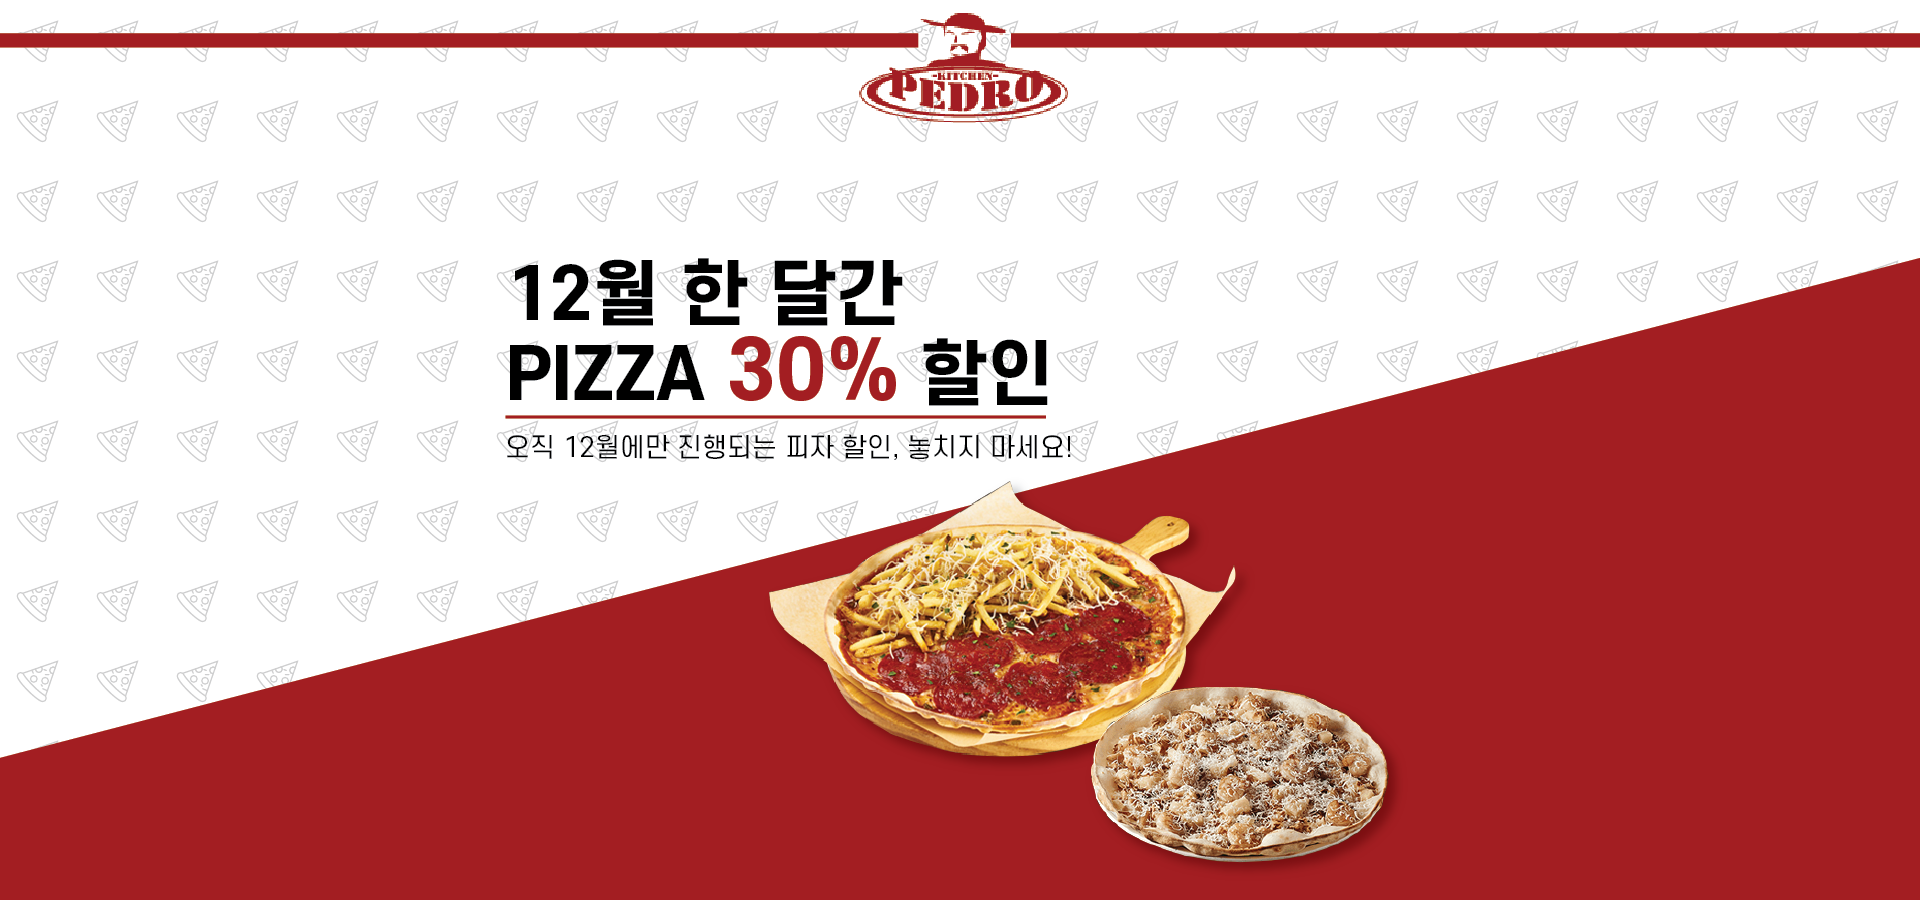 KITCHEN
PEDRO
12월 한 달간
PIZZA 30% 할인
오직 12월에만 진행되는 피자 할인, 놓치지 마세요!